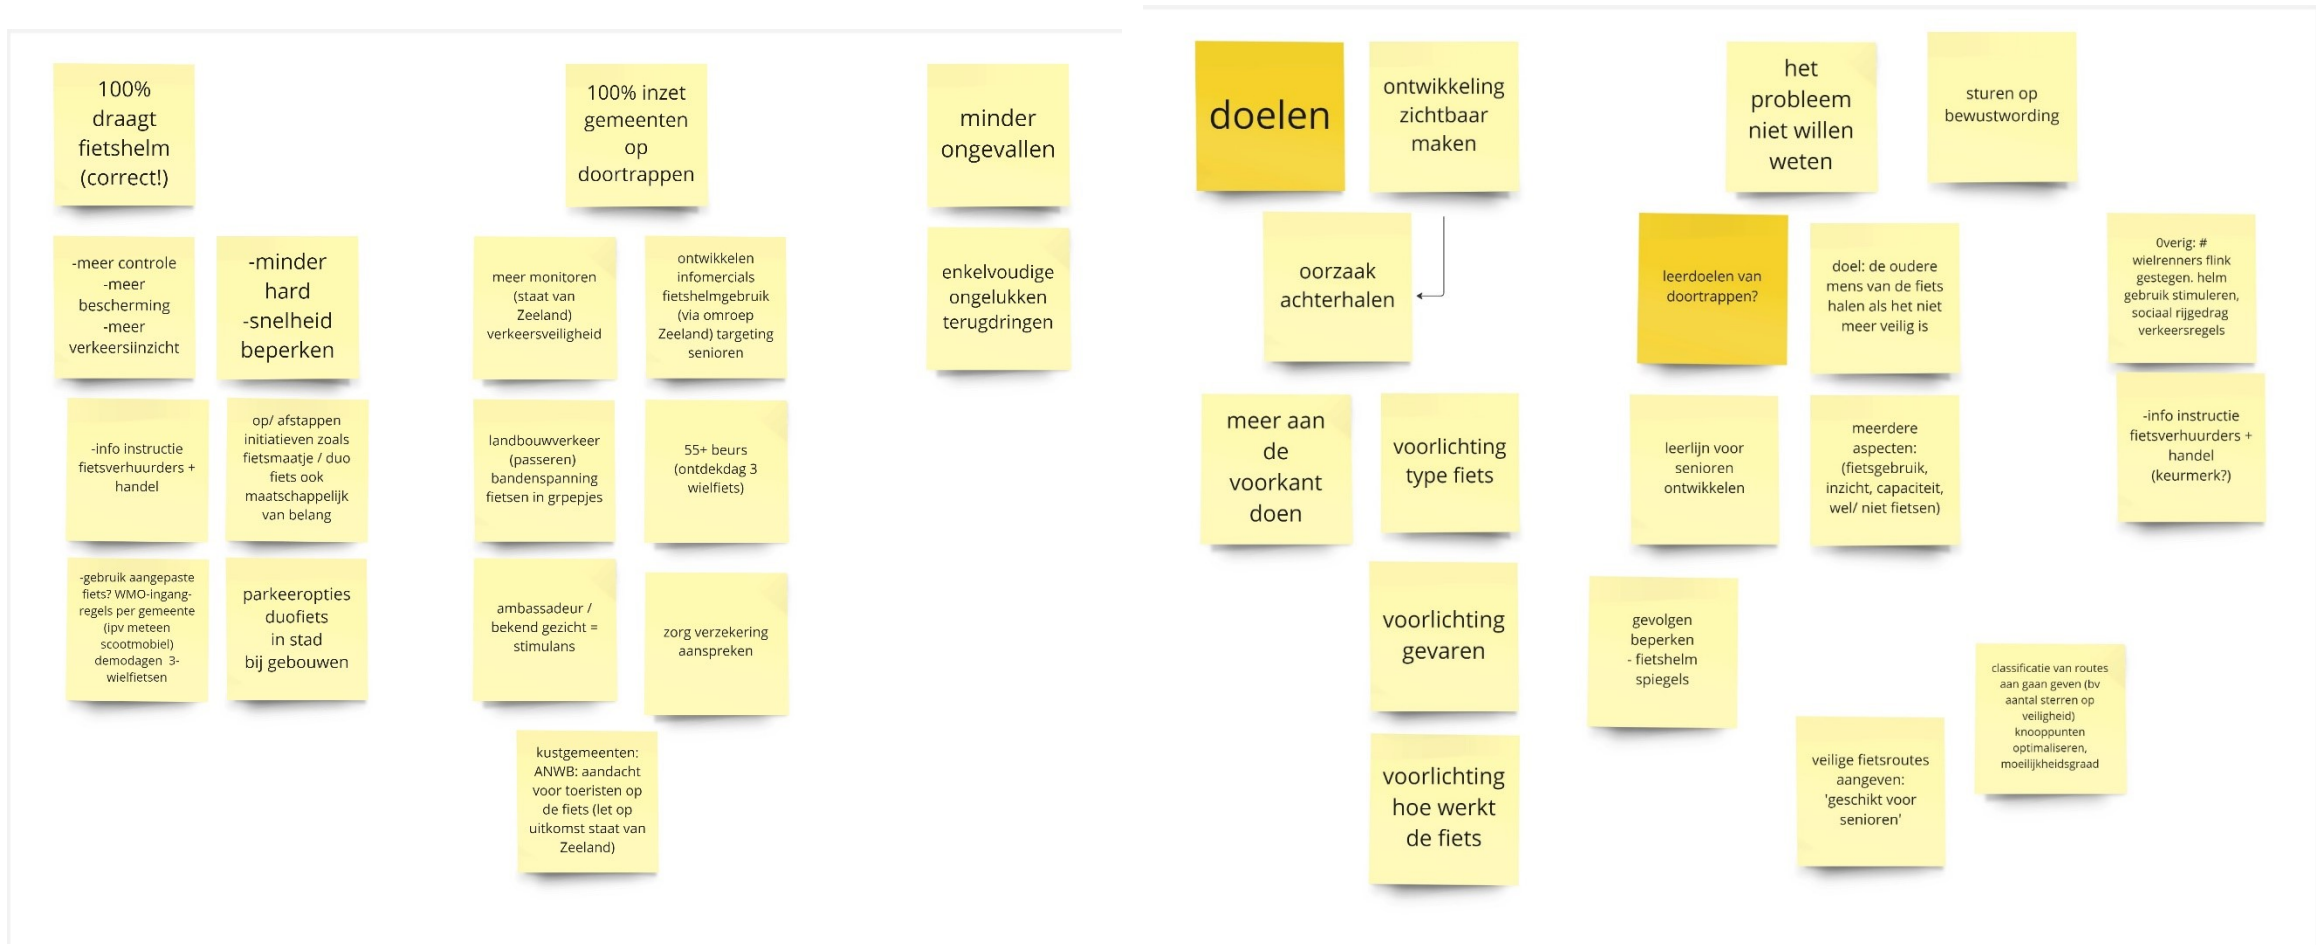 100%
draagt
fietshelm
(correct!)
100% inzet
gemeenten
op
doortrappen
minder
ongevallen
-meer controle
-meer
bescherming
-meer
verkeersiinzicht
-minder
hard
-snelheid
beperken
meer monitoren
(staat van
Zeeland)
verkeersveiligheid
ontwikkelen
infomercials
fietshelmgebruik
(via omroep
Zeeland) targeting
senioren
enkelvoudige
ongelukken
terugdringen
-info instructie
fietsverhuurders +
handel
op/ afstappen
initiatieven zoals
fietsmaatje / duo
fiets ook
maatschappelijk
van belang
landbouwverkeer
(passeren)
bandenspanning
fietsen in grpepjes
55+ beurs
(ontdekdag 3
wielfiets)
-gebruik aangepaste
fiets? WMO-ingang-
regels per gemeente
(ipv meteen
scootmobiel)
demodagen 3-
wielfietsen
parkeeropties
duofiets
in stad
bij gebouwen
ambassadeur /
bekend gezicht =
stimulans
zorg verzekering
aanspreken
kustgemeenten:
ANWB: aandacht
voor toeristen op
de fiets (let op
uitkomst staat van
Zeeland)
doelen
ontwikkeling
zichtbaar
maken
het
probleem
niet willen
weten
sturen op
bewustwording
oorzaak
achterhalen
leerdoelen van
doortrappen?
doel: de oudere
mens van de fiets
halen als het niet
meer veilig is
0verig: #
wielrenners flink
gestegen. helm
gebruik stimuleren,
sociaal rijgedrag
verkeersregels
meer aan
de
voorkant
doen
voorlichting
type fiets
leerlijn voor
senioren
ontwikkelen
meerdere
aspecten:
(fietsgebruik,
inzicht, capaciteit,
wel/ niet fietsen)
-info instructie
fietsverhuurders +
handel
(keurmerk?)
voorlichting
gevaren
gevolgen
beperken
- fietshelm
spiegels
classificatie van routes
aan gaan geven (bv
aantal sterren op
veiligheid)
knooppunten
optimaliseren,
moeilijkheidsgraad
voorlichting
hoe werkt
de fiets
veilige fietsroutes
aangeven:
'geschikt voor
senioren'